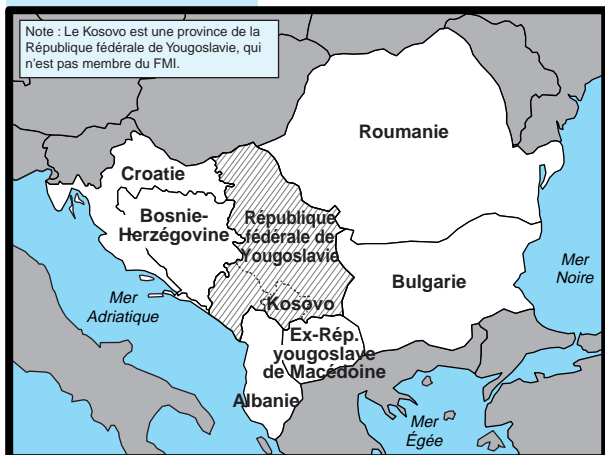 Note : Le Kosovo est une province de la
République fédérale de Yougoslavie, qui
n'est pas membre du FMI.
Roumanie
Croatie
Bosnie-
Herzégovine
République
fédérale de
Yougoslavie
Bulgarie
Mer
Noire
Mer
Adriatique
Kosovo
Ex-Rép.
yougoslave
de Macédoine
Albanie
Mer
Égée